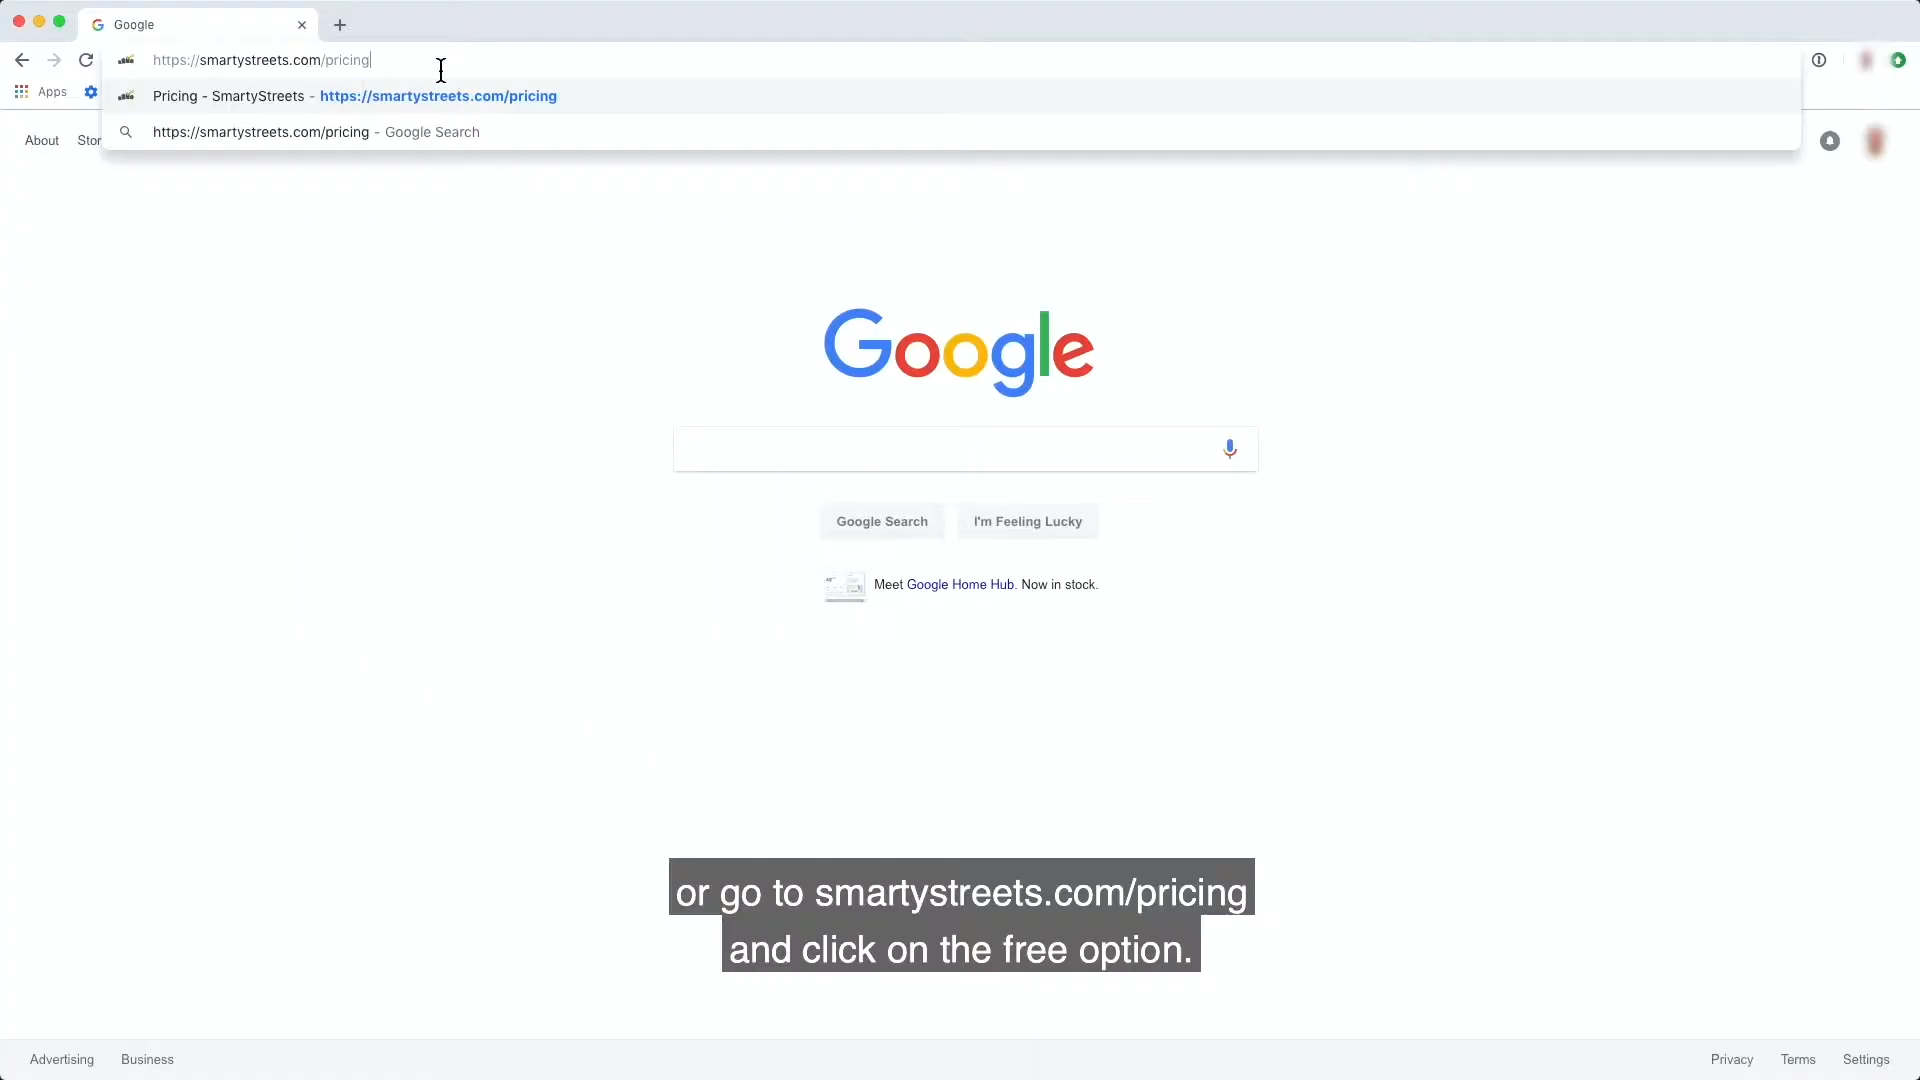 Google
https://smartystreets.com/pricing
Apps
Pricing - SmartyStreets - https://smartystreets.com/pricing
https://smartystreets.com/pricing - Google Search
About Stor
Google
Google Search I'm Feeling Lucky
Meet Google Home Hub. Now in stock.
or go to smartystreets.com/pricing
and click on the free option.
Advertising Business Privacy Terms Settings